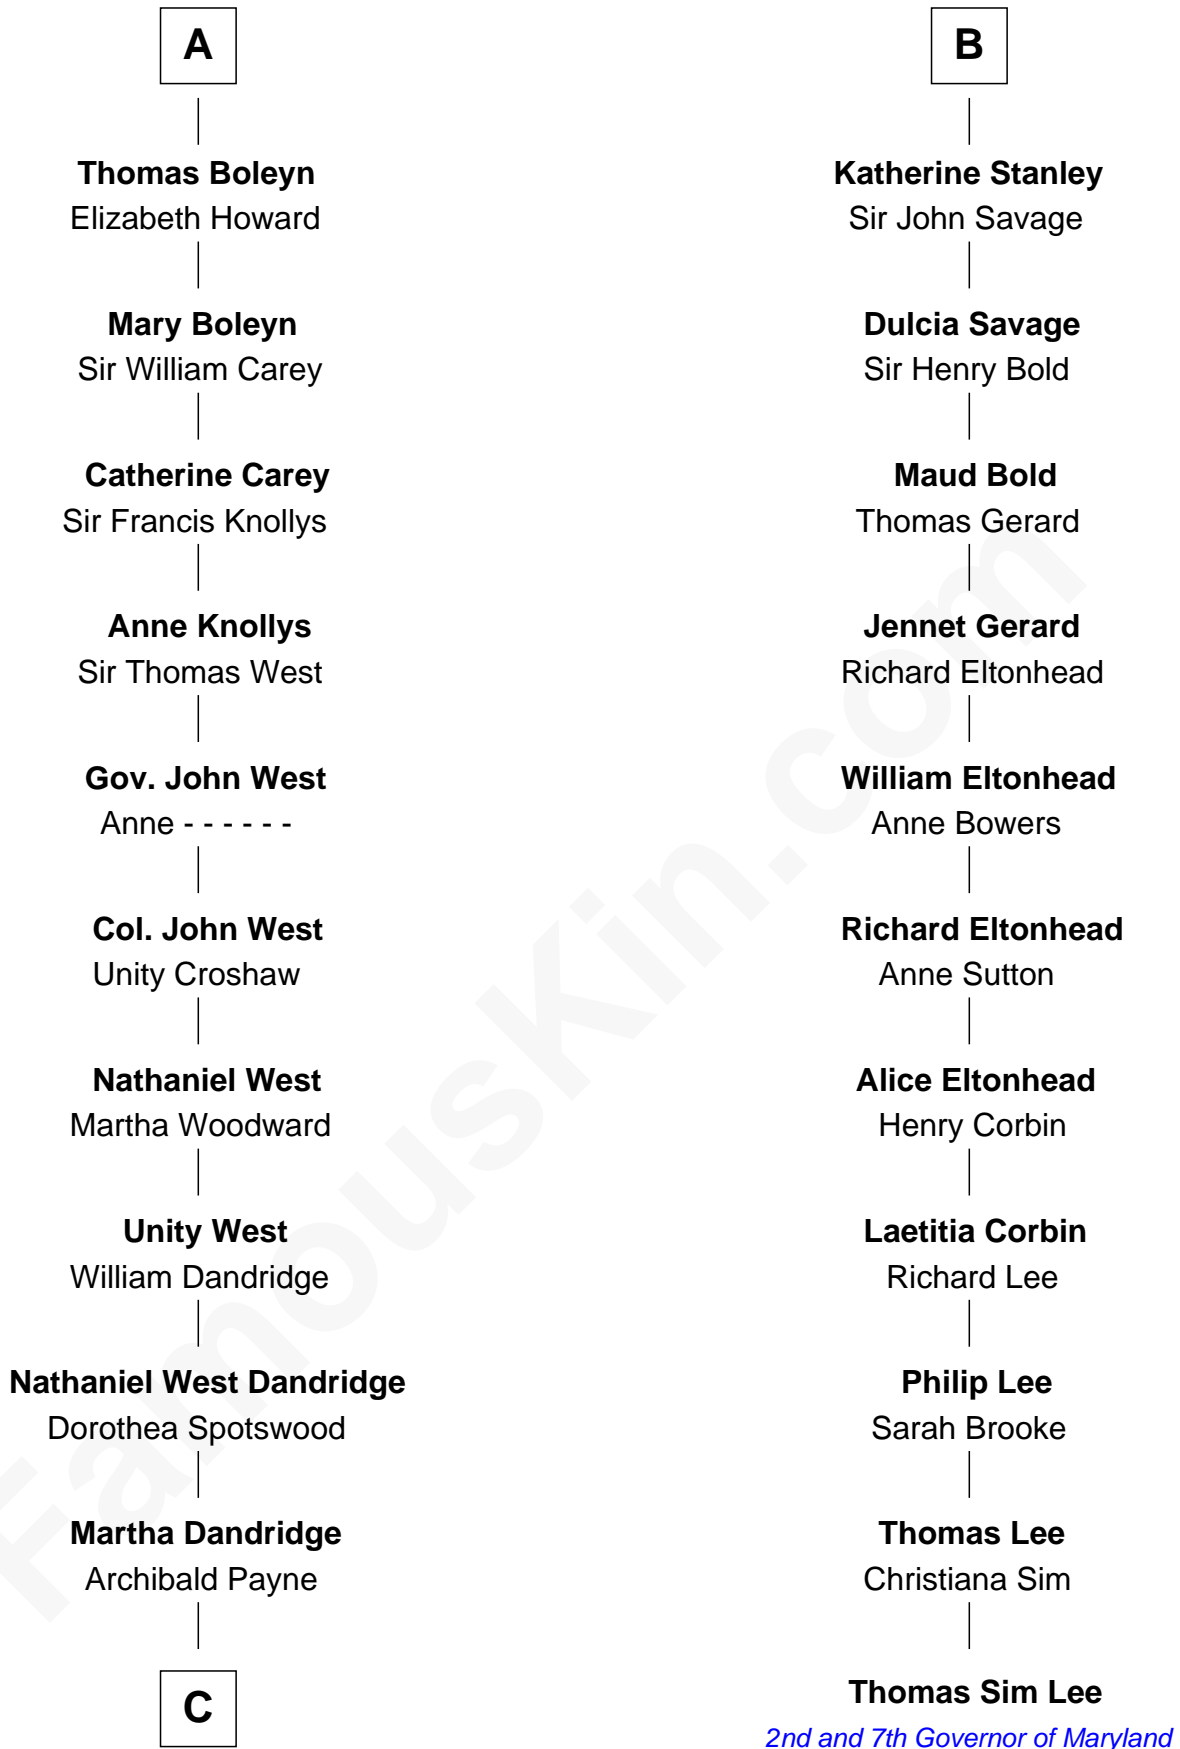 A
Thomas Boleyn
Elizabeth Howard
Mary Boleyn
Sir William Carey
Catherine Carey
Sir Francis Knollys
Anne Knollys
Sir Thomas West
Gov. John West
Anne - - - - - -
Col. John West
Unity Croshaw
Nathaniel West
Martha Woodward
Unity West
William Dandridge
Nathaniel West Dandridge
Dorothea Spotswood
Martha Dandridge
Archibald Payne
C
B
Katherine Stanley
Sir John Savage
Dulcia Savage
Sir Henry Bold
Maud Bold
Thomas Gerard
Jennet Gerard
Richard Eltonhead
William Eltonhead
Anne Bowers
Richard Eltonhead
Anne Sutton
Alice Eltonhead
Henry Corbin
Laetitia Corbin
Richard Lee
Philip Lee
Sarah Brooke
Thomas Lee
Christiana Sim
Thomas Sim Lee
2nd and 7th Governor of Maryland
FamousKin.com